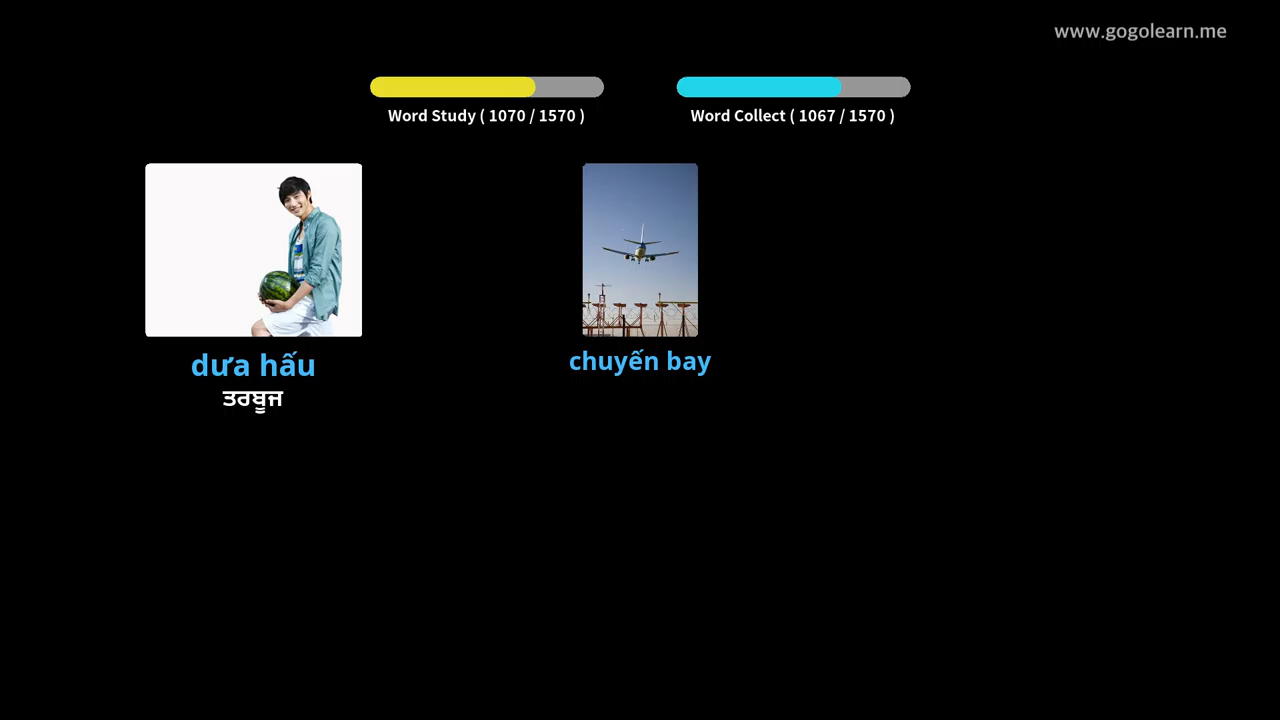 www.gogolearn.me
Word Study ( 1070 / 1570 )
Word Collect ( 1067 / 1570 )
dưa hấu
ਤਰਬੂਜ
chuyến bay